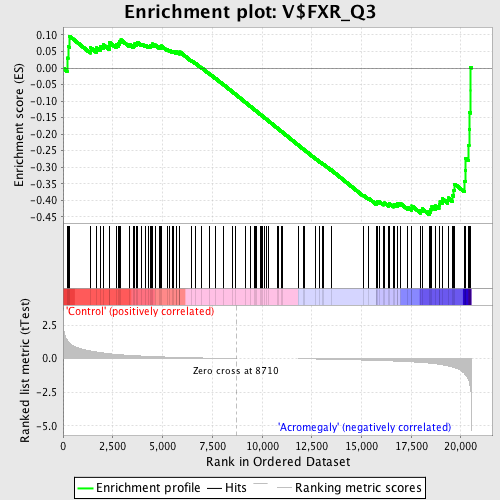 Enrichment plot: V$FXR_Q3
Enrichment score (ES)
0.10
0.05
0.00
-0.05
-0.10
-0.15
-0.20
-0.25
-0.30
-0.35
-0.40
-0.45
'Control' (positively correlated)
Ranked list metric (tTest)
2.5
0.0
-2.5
-5.0
Zero cross at 8710
'Acromegaly' (negatively correlated)
0
2,500
5,000
7,500
10,000
12,500
15,000
17,500
20,000
Rank in Ordered Dataset
Enrichment profile
Hits
Ranking metric scores